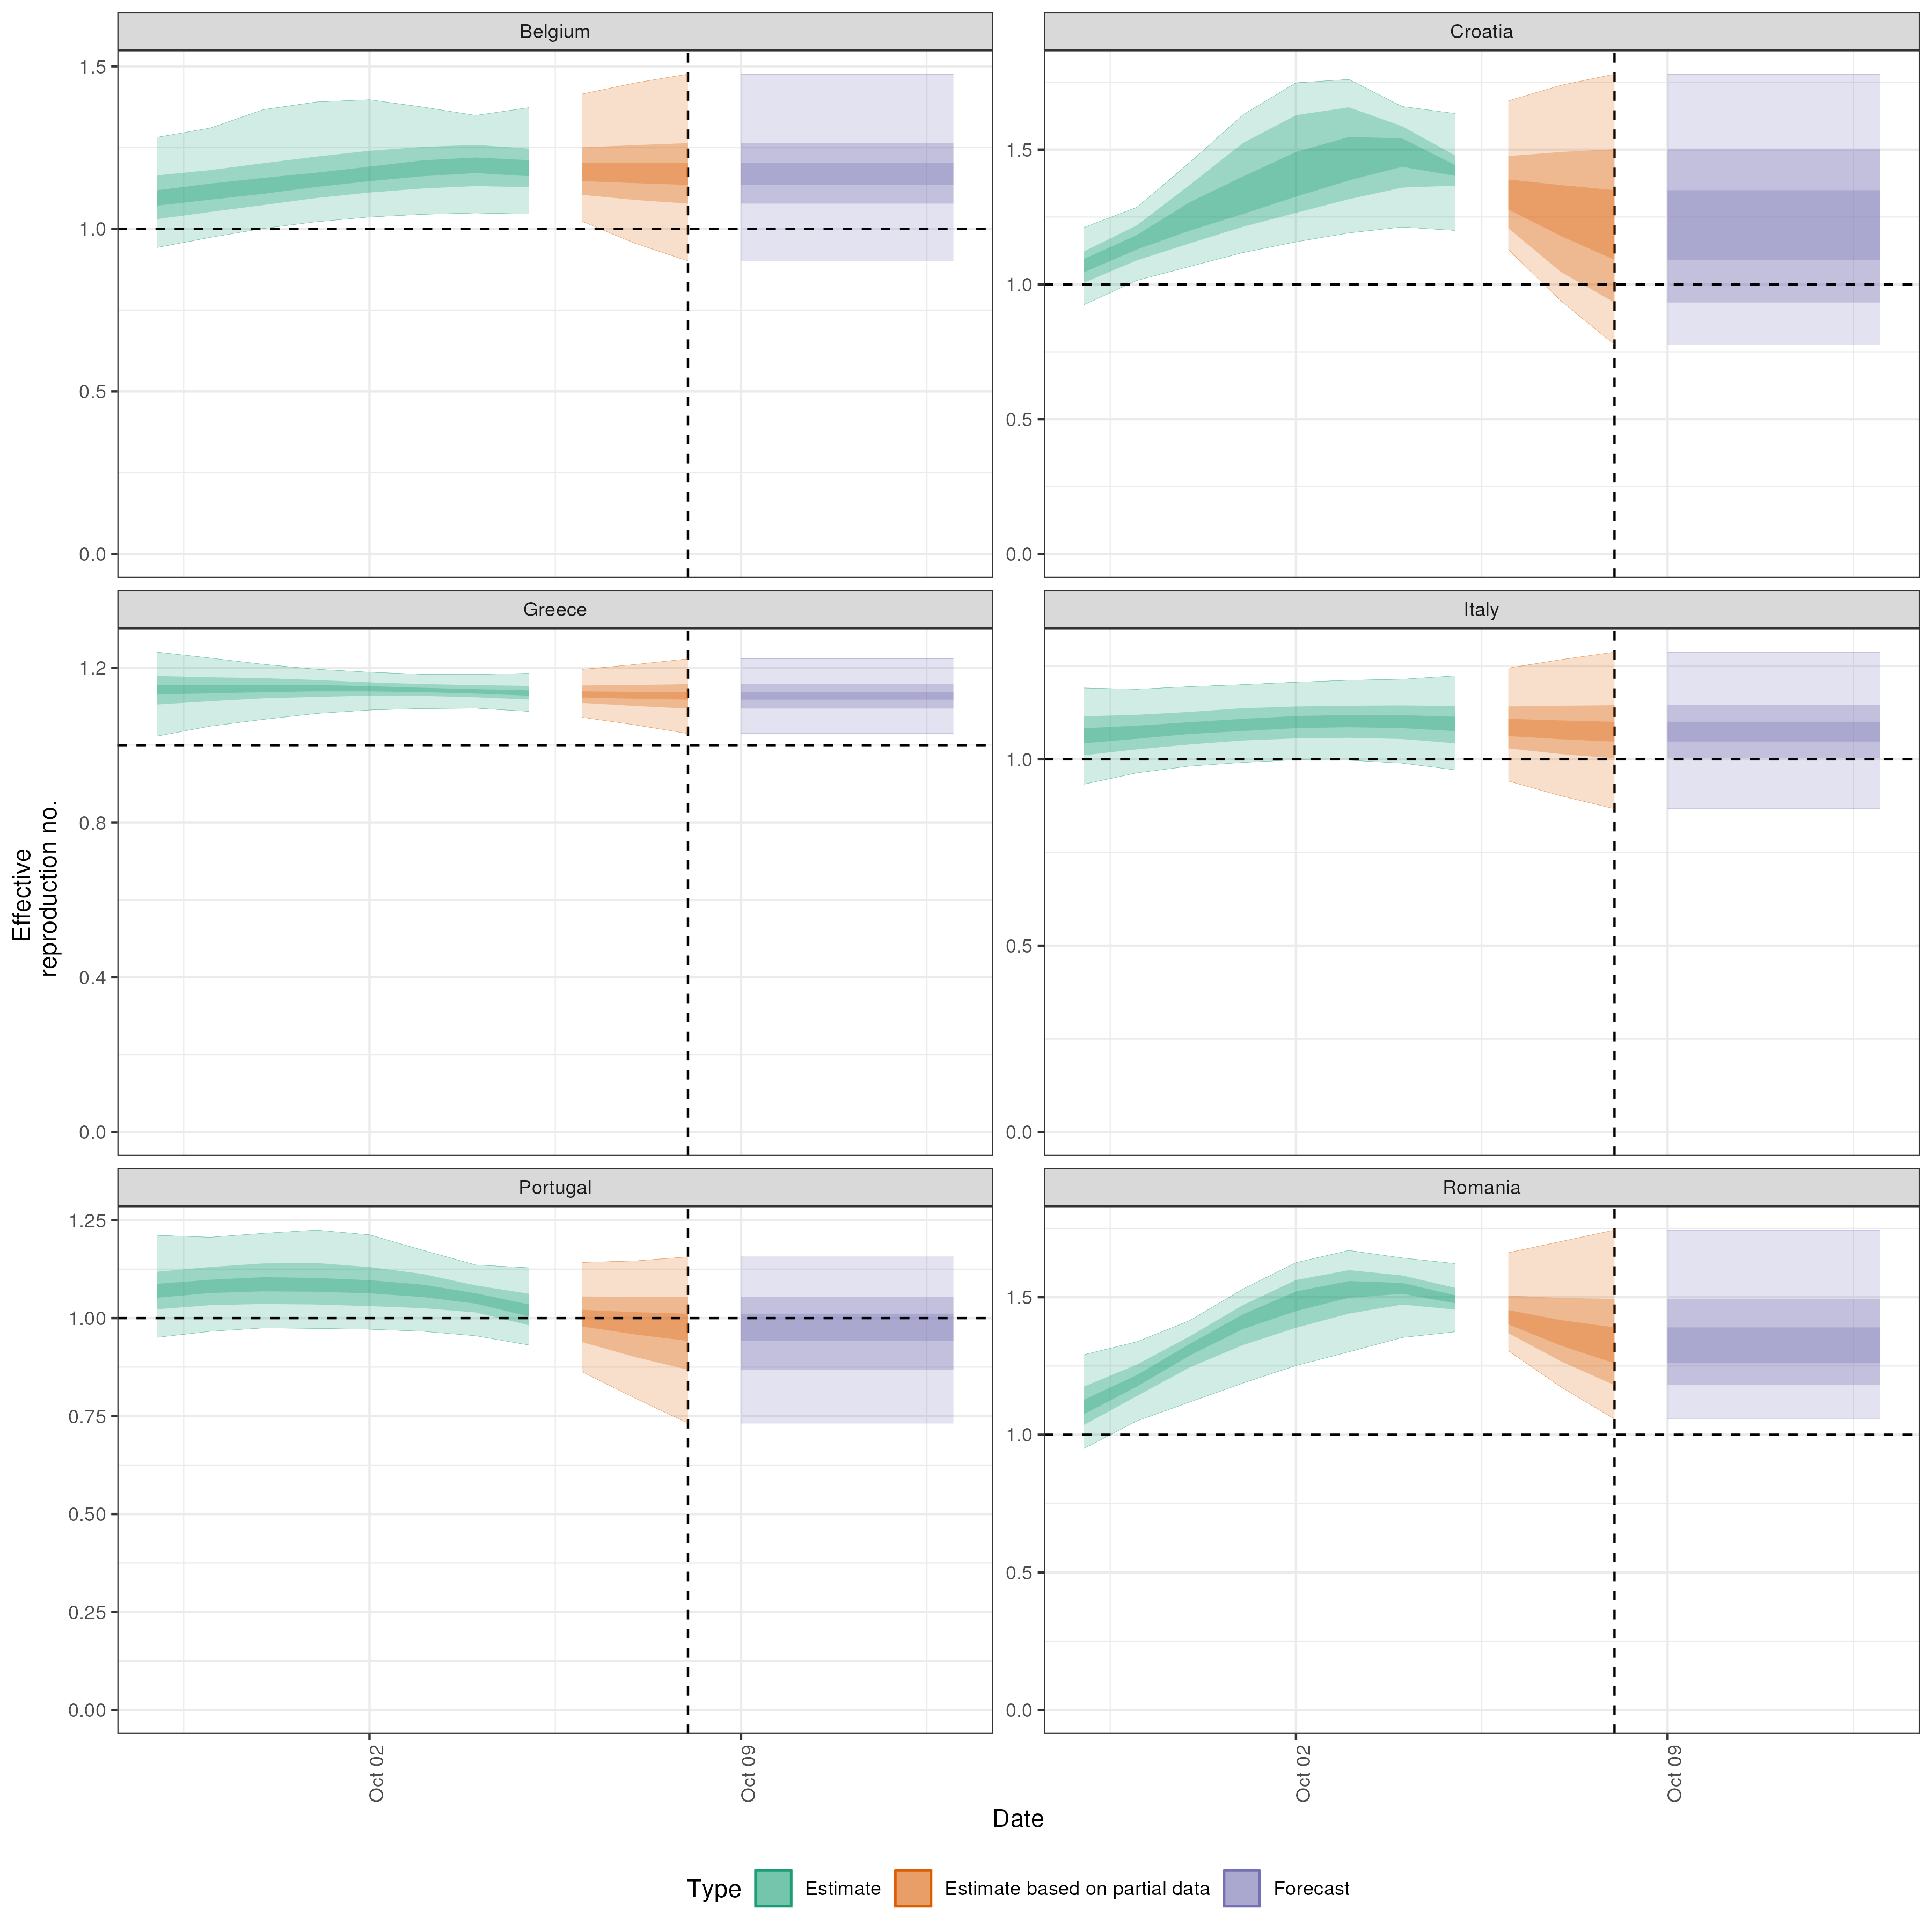 Belgium
Croatia
1.5
1.0
0.5
0.0
1.5
1.0
0.5
0.0
Greece
Italy
1.2
0.8
0.4
0.0
1.0
0.5
0.0
Portugal
Romania
1.25
1.00
0.75
0.50
0.25
0.00
1.5
1.0
0.5
0.0
Effective
reproduction no.
Oct 02
Oct 09
Oct 02
Oct 09
Date
Type
Estimate
Estimate based on partial data
Forecast